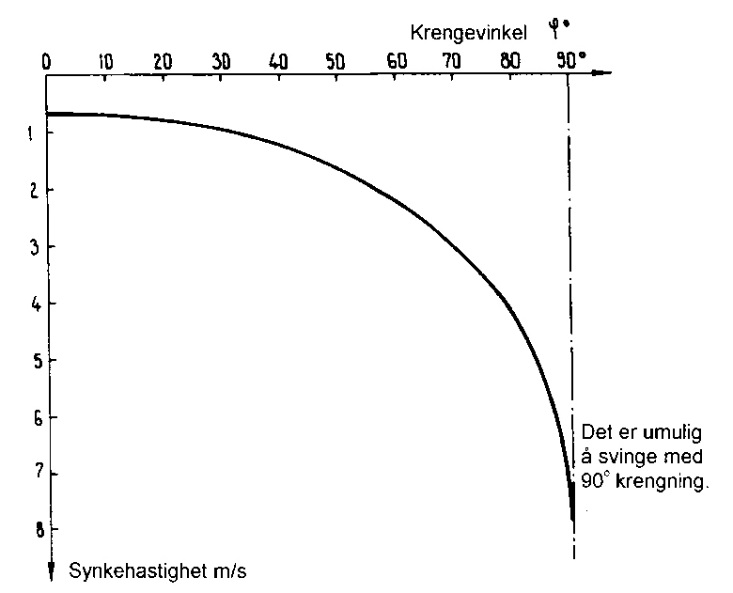 Krengevinkel φ°
0 10 20 30 40 50 60 70 80 90°
1
2
3
4
5
6
7
8
Det er umulig
å svinge med
90° krengning.
Synkehastighet m/s